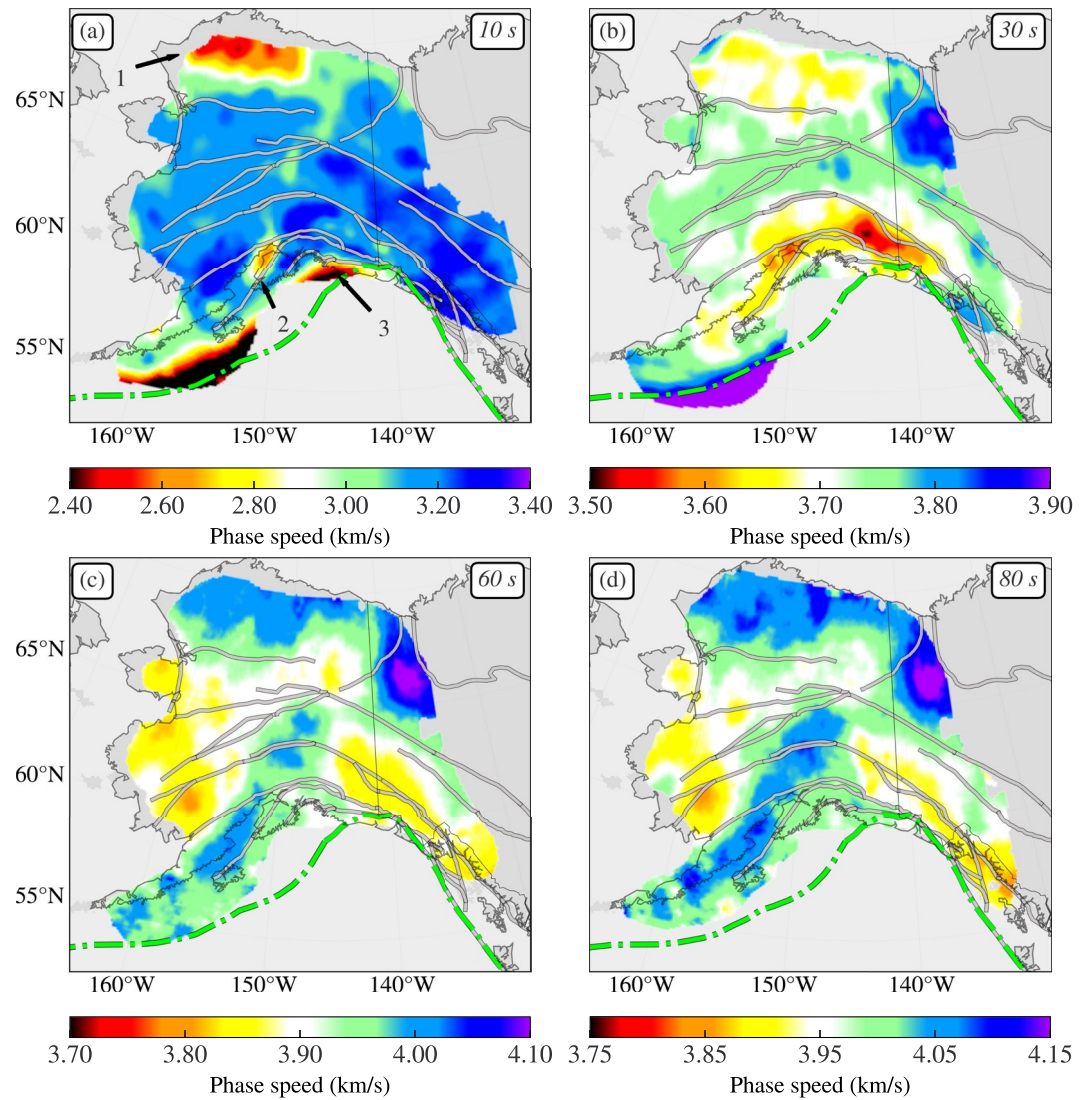 (a) 10 s (b) 30 s
1
65°N
60°N
2 3
55°N
160°W 150°W 140°W 160°W 150°W 140°W
2.40 2.60 2.80 3.00 3.20 3.40 3.50 3.60 3.70 3.80 3.90
Phase speed (km/s) Phase speed (km/s)
(c) 60 s (d) 80 s
65°N
60°N
55°N
160°W 150°W 140°W 160°W 150°W 140°W
3.70 3.80 3.90 4.00 4.10 3.75 3.85 3.95 4.05 4.15
Phase speed (km/s) Phase speed (km/s)